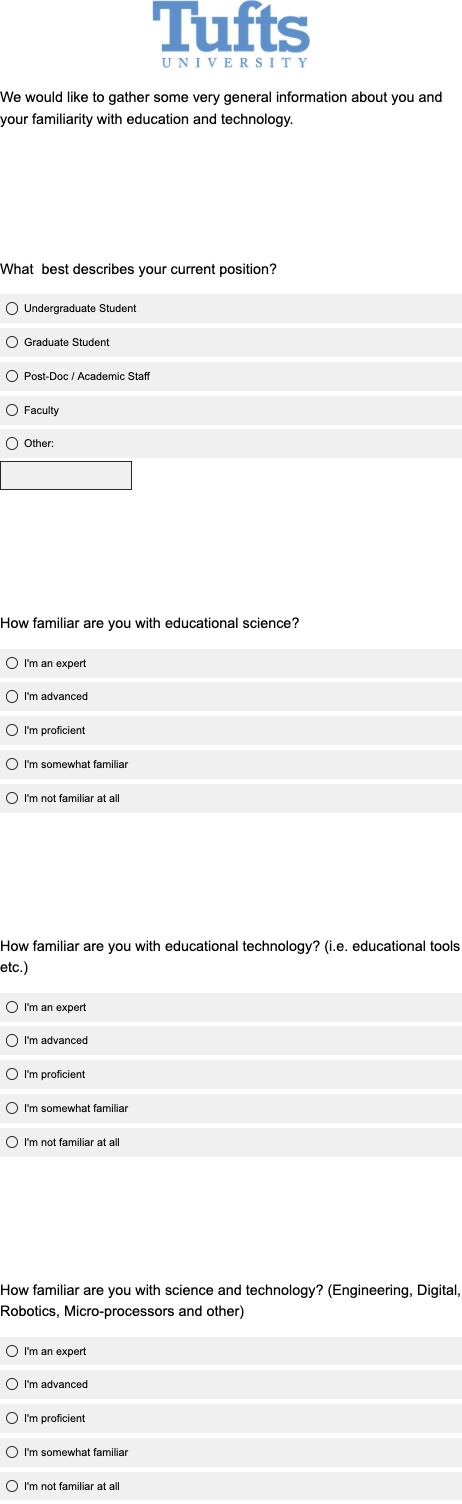 Tufts
UNIVERSITY
We would like to gather some very general information about you and
your familiarity with education and technology.
What  best describes your current position?
Undergraduate Student
Graduate Student
Post-Doc / Academic Staff
Faculty
Other:
How familiar are you with educational science?
I'm an expert
I'm advanced
I'm proficient
I'm somewhat familiar
I'm not familiar at all
How familiar are you with educational technology? (i.e. educational tools
etc.)
I'm an expert
I'm advanced
I'm proficient
I'm somewhat familiar
I'm not familiar at all
How familiar are you with science and technology? (Engineering, Digital,
Robotics, Micro-processors and other)
I'm an expert
I'm advanced
I'm proficient
I'm somewhat familiar
I'm not familiar at all